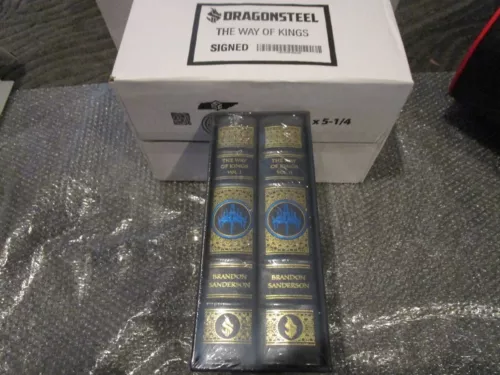 DRAGONSTEEL
THE WAY OF KINGS
SIGNED
x 5-1/4
THE WAY
OF KINGS
VOL. 1
BRANDON
SANDERSON
THE WAY
OF KINGS
VOL. 2
BRANDON
SANDERSON